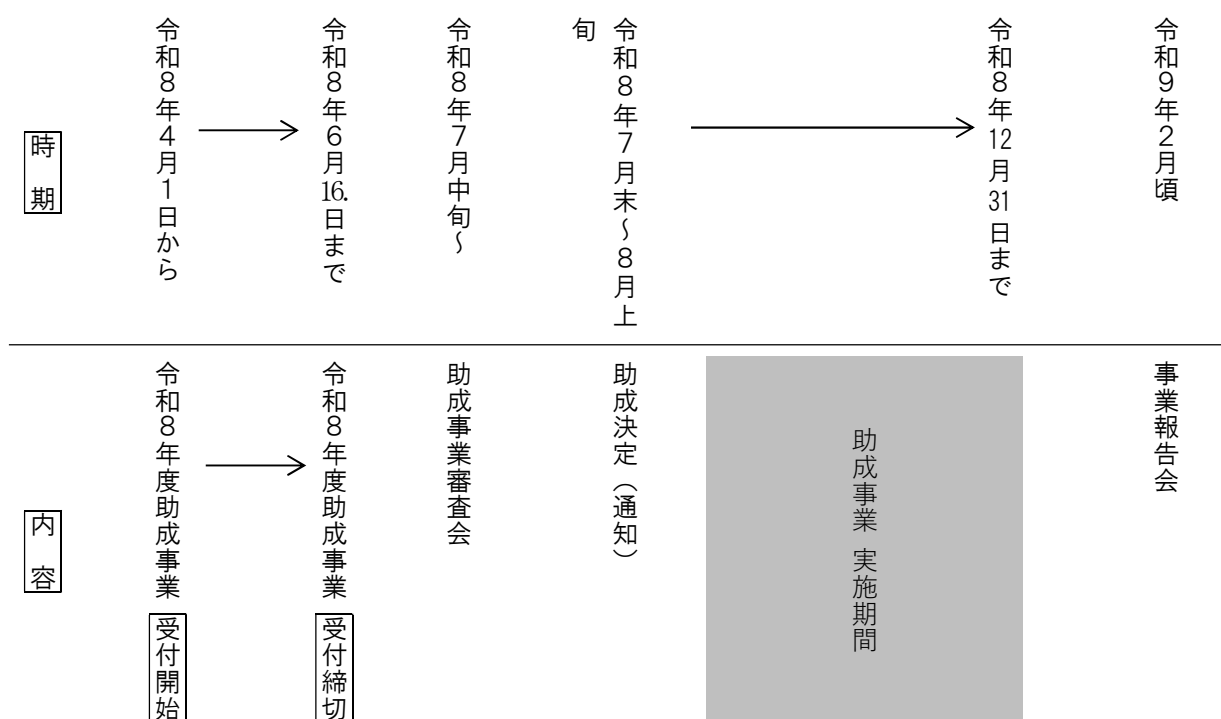 時期
令和８年４月１日から
令和８年６月16.日まで
令和８年７月中旬～
令和８年７月末～８月上
旬
令和８年12月31日まで
令和９年２月頃
内容
令和８年度助成事業 受付開始
令和８年度助成事業 受付締切
助成事業審査会
助成決定（通知）
助成事業 実施期間
事業報告会